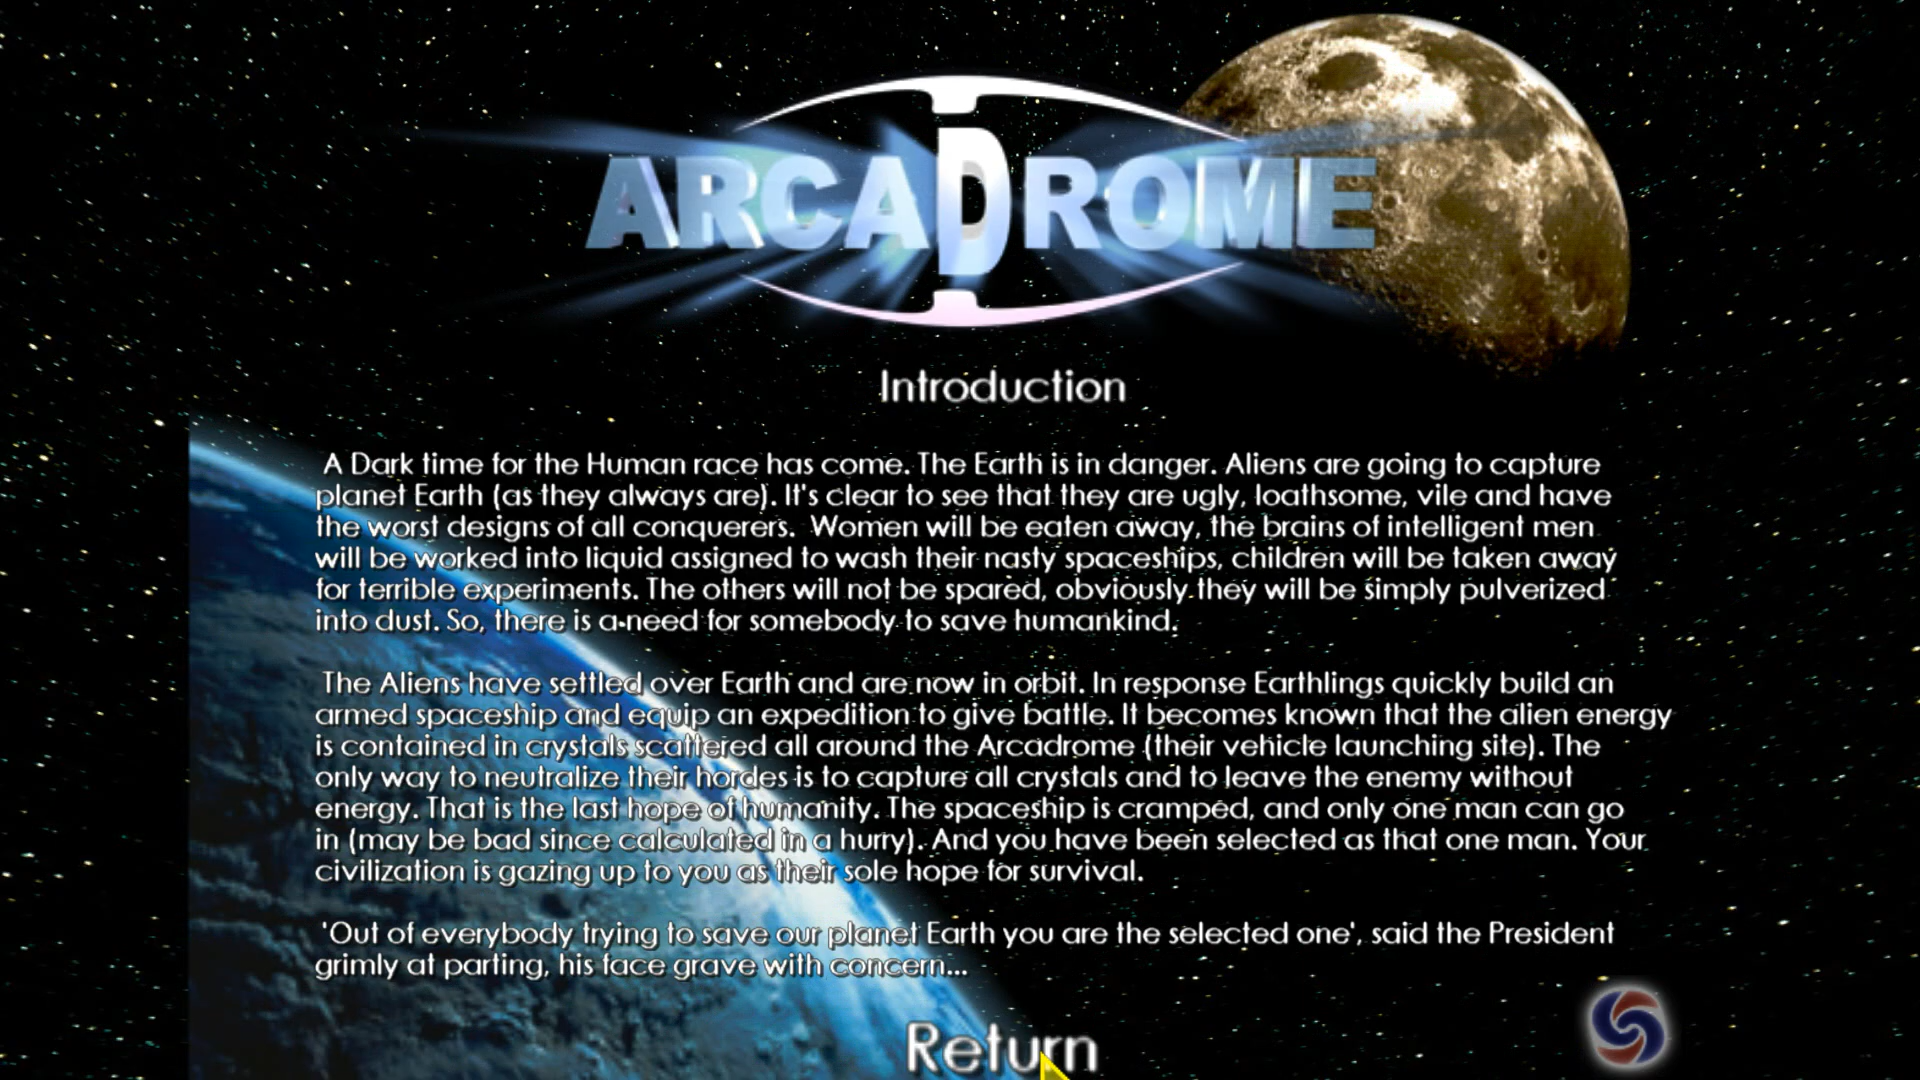 ARCADROME
Introduction
A Dark time for the Human race has come. The Earth is in danger. Aliens are going to capture
planet Earth (as they always are). It's clear to see that they are ugly, loathsome, vile and have
the worst designs of all conquerers.  Women will be eaten away, the brains of intelligent men
will be worked into liquid assigned to wash their nasty spaceships, children will be taken away
for terrible experiments. The others will not be spared, obviously they will be simply pulverized
into dust. So, there is a need for somebody to save humankind.
The Aliens have settled over Earth and are now in orbit. In response Earthlings quickly build an
armed spaceship and equip an expedition to give battle. It becomes known that the alien energy
is contained in crystals scattered all around the Arcadrome (their vehicle launching site). The
only way to neutralize their hordes is to capture all crystals and to leave the enemy without
energy. That is the last hope of humanity. The spaceship is cramped, and only one man can go
in (may be bad since calculated in a hurry). And you have been selected as that one man. Your
civilization is gazing up to you as their sole hope for survival.
'Out of everybody trying to save our planet Earth you are the selected one', said the President
grimly at parting, his face grave with concern...
Return